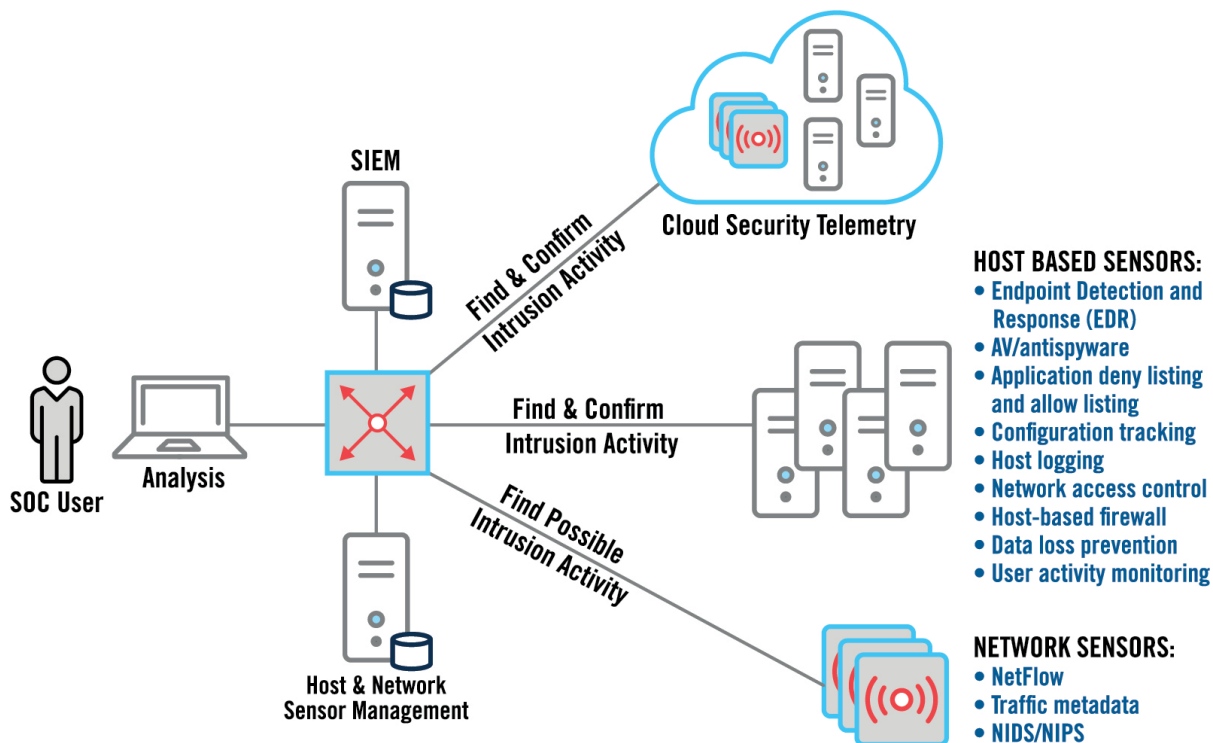 SIEM
Cloud Security Telemetry
Find & Confirm
Intrusion Activity
SOC User
Analysis
Find & Confirm
Intrusion Activity
Find Possible
Intrusion Activity
Host & Network
Sensor Management
HOST BASED SENSORS:
• Endpoint Detection and
Response (EDR)
• AV/antispyware
• Application deny listing
and allow listing
• Configuration tracking
• Host logging
• Network access control
• Host-based firewall
• Data loss prevention
• User activity monitoring
NETWORK SENSORS:
• NetFlow
• Traffic metadata
• NIDS/NIPS